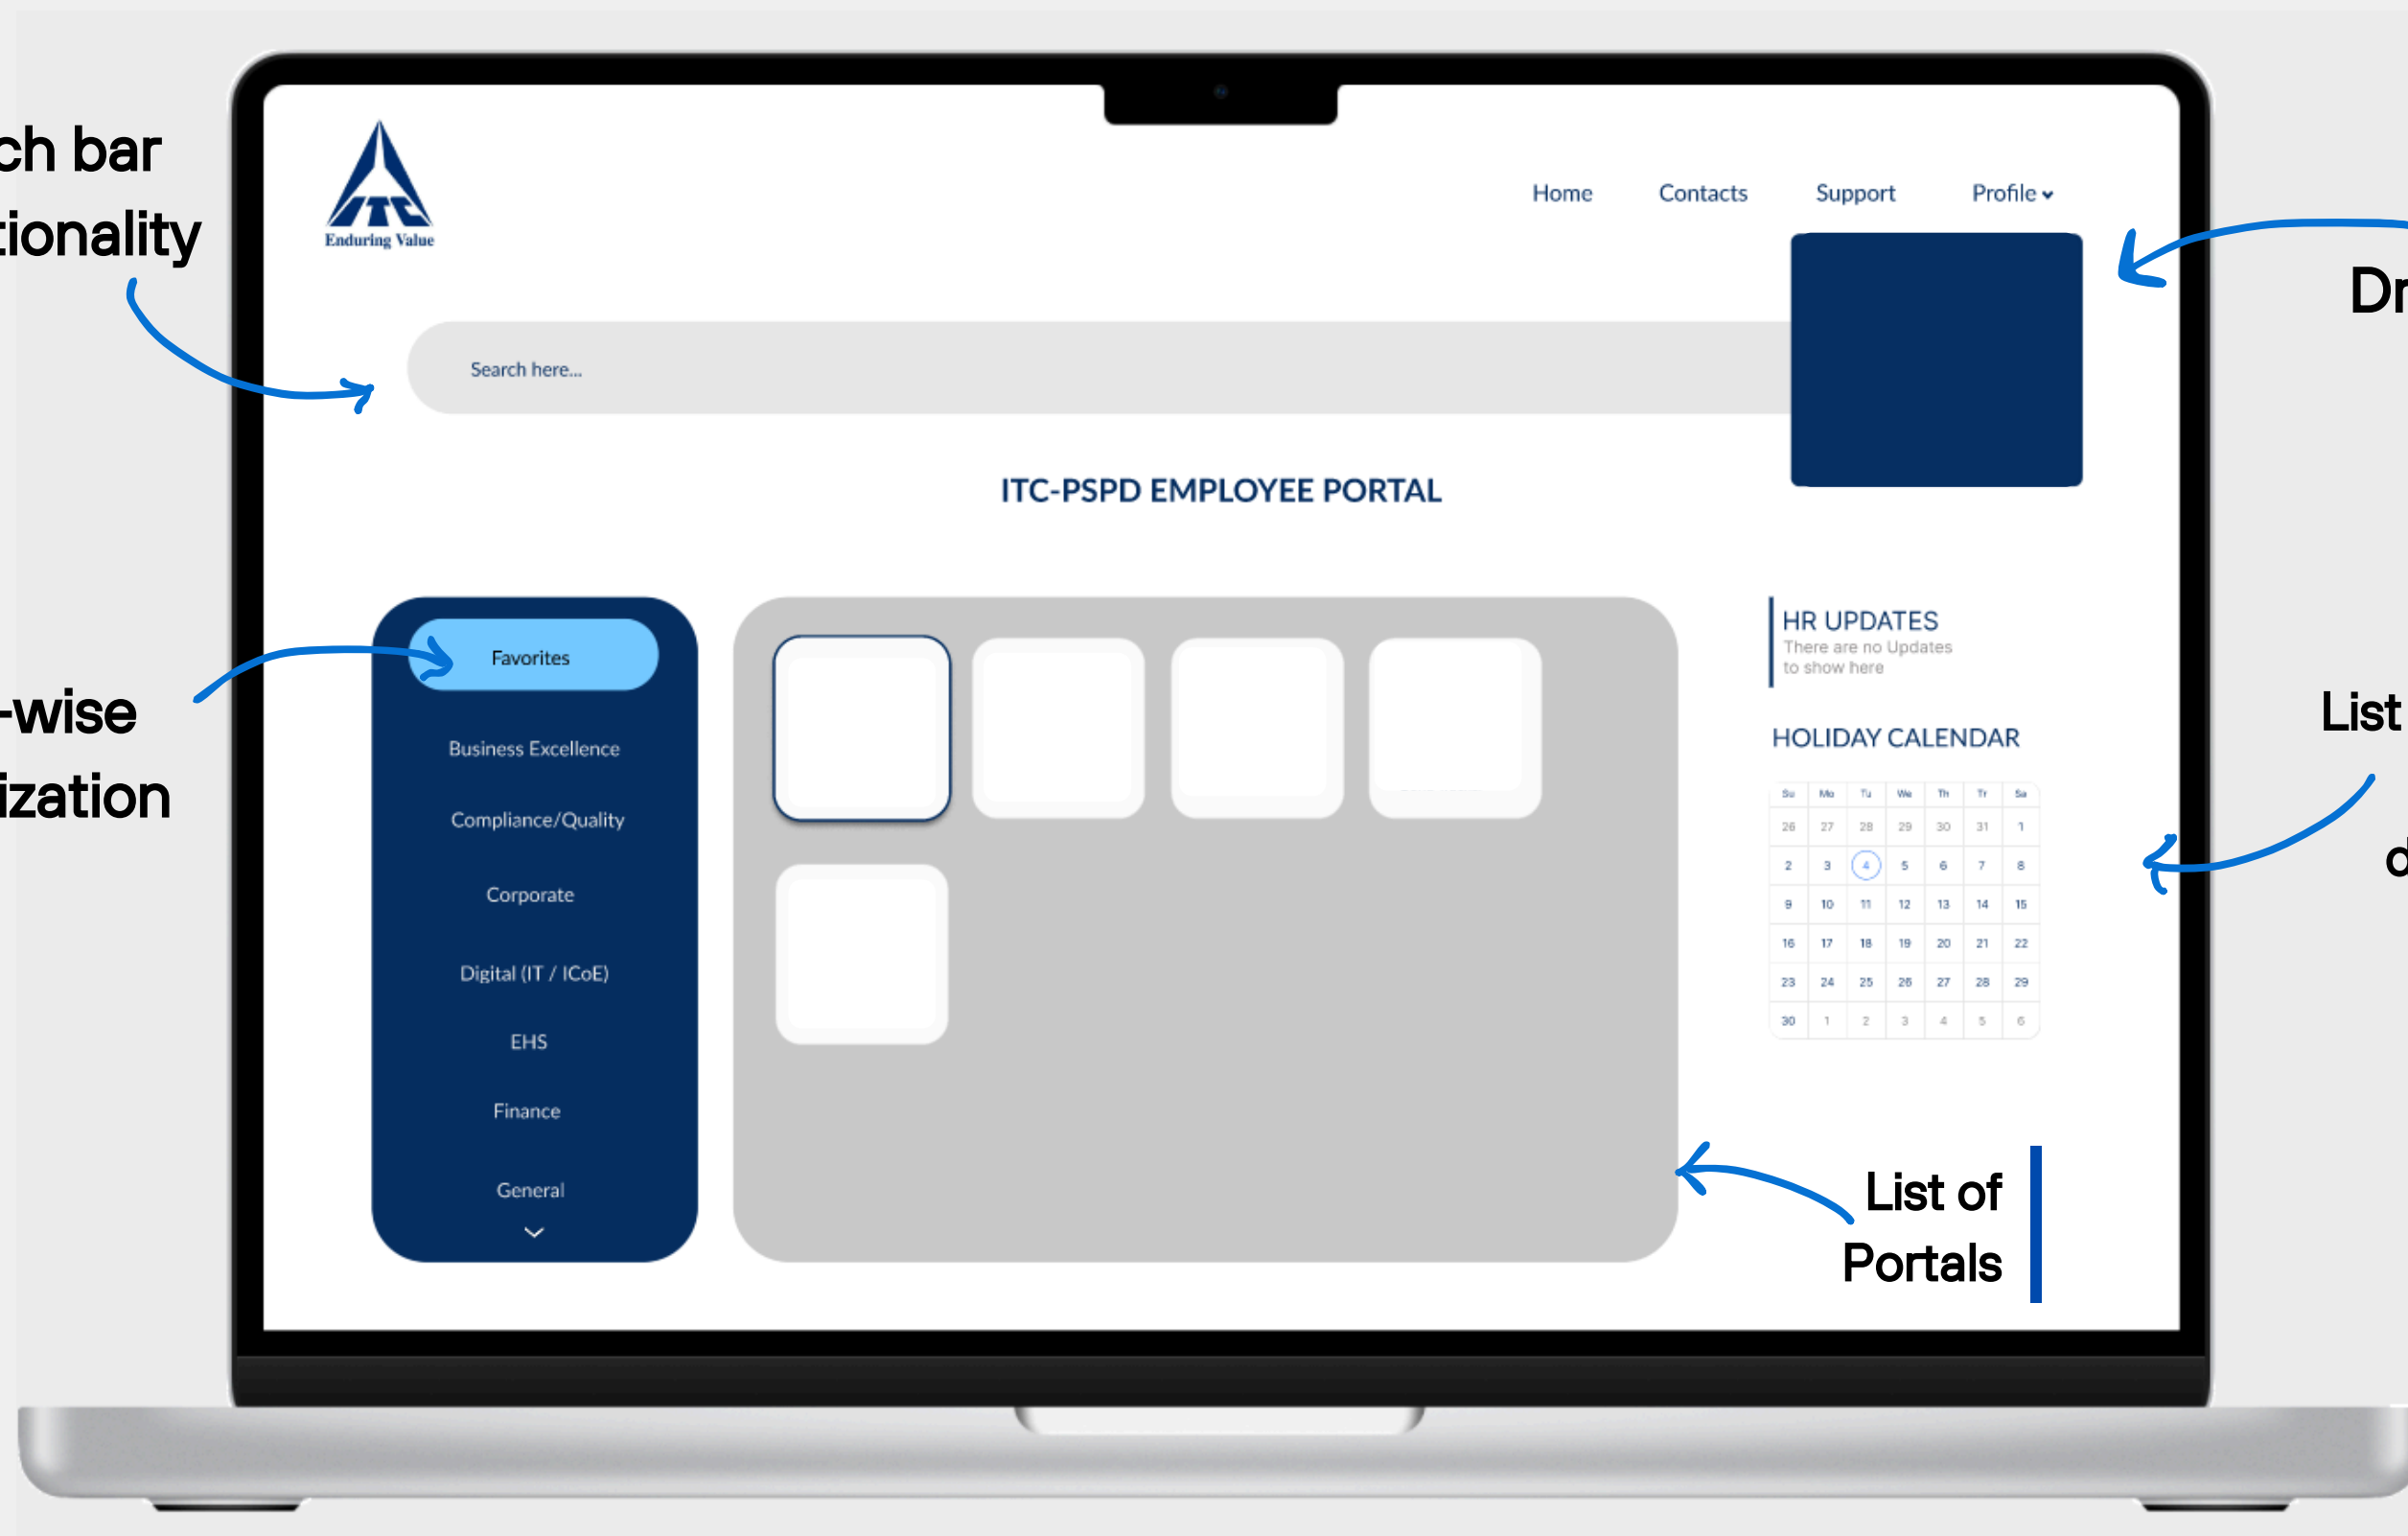 ch bar
tionality
ITC
Enduring Value
Home Contacts Support Profile
Dr
Search here...
ITC-PSPD EMPLOYEE PORTAL
-wise
ization
Favorites
Business Excellence
Compliance/Quality
Corporate
Digital (IT / ICoE)
EHS
Finance
General
HR UPDATES
There are no Updates
to show here
HOLIDAY CALENDAR
Su Mo Tu We Th Tr Sa
26 27 28 29 30 31 1
2 3 4 5 6 7 8
9 10 11 12 13 14 15
16 17 18 19 20 21 22
23 24 25 26 27 28 29
30 1 2 3 4 5 6
List
d
List of
Portals